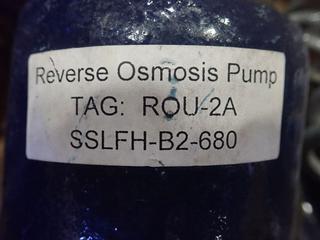 Reverse Osmosis Pump
TAG: ROU-2A
SSLFH-B2-680